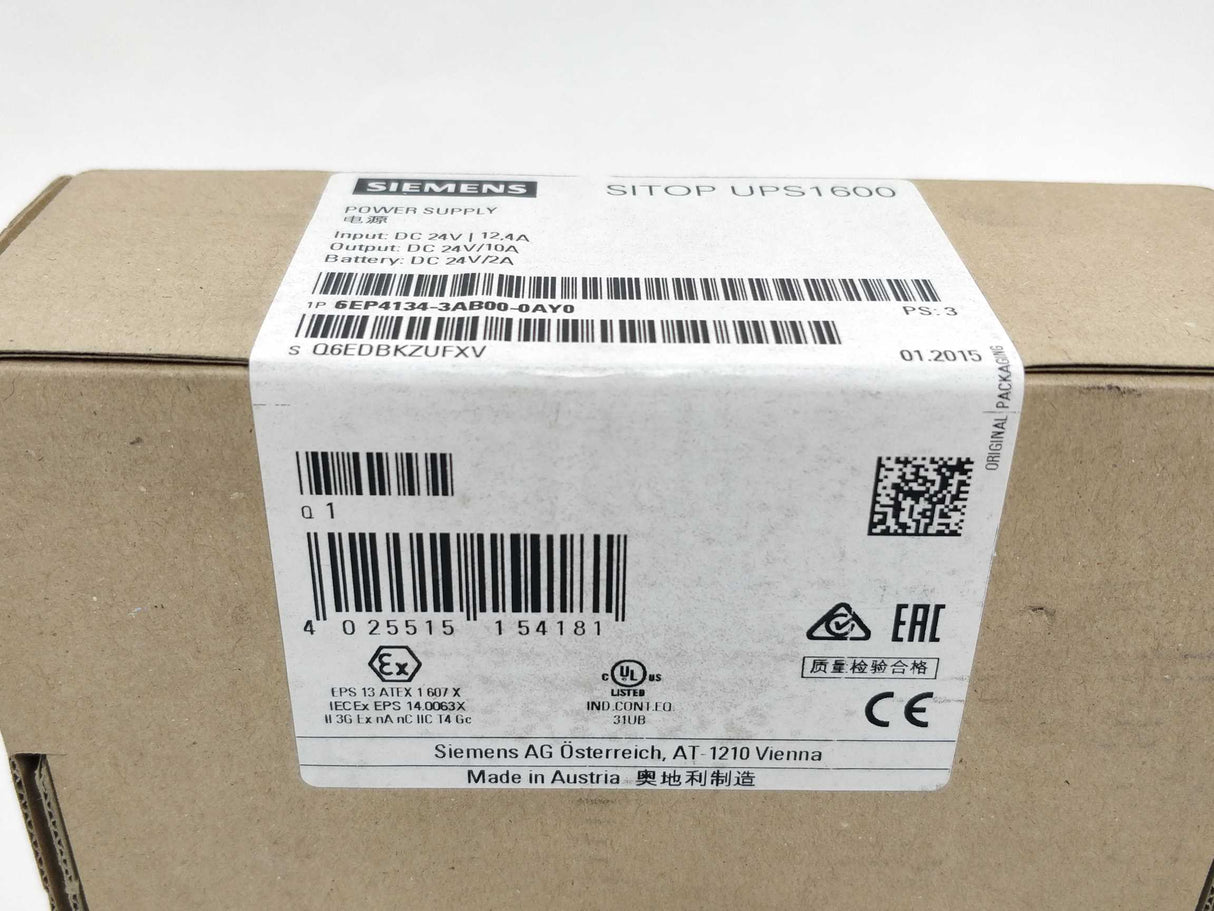 SIEMENS SITOP UPS1600
POWER SUPPLY
电源
Input: DC 24V | 12.4A
Output: DC 24V/10A
Battery: DC 24V/2A
1P 6EP4134-3AB00-0AY0 PS: 3
S Q6EDBKZUFXV 01.2015
ORIGINAL PACKAGING
Q 1
4 025515 154181
EAC
Ex
质量检验合格
C UL US
LISTED
EPS 13 ATEX 1 607 X
IECEx EPS 14.0063X
II 3G Ex nA nC IIC T4 Gc
IND.CONT.EQ.
31UB
CE
Siemens AG Österreich, AT-1210 Vienna
Made in Austria 奥地利制造